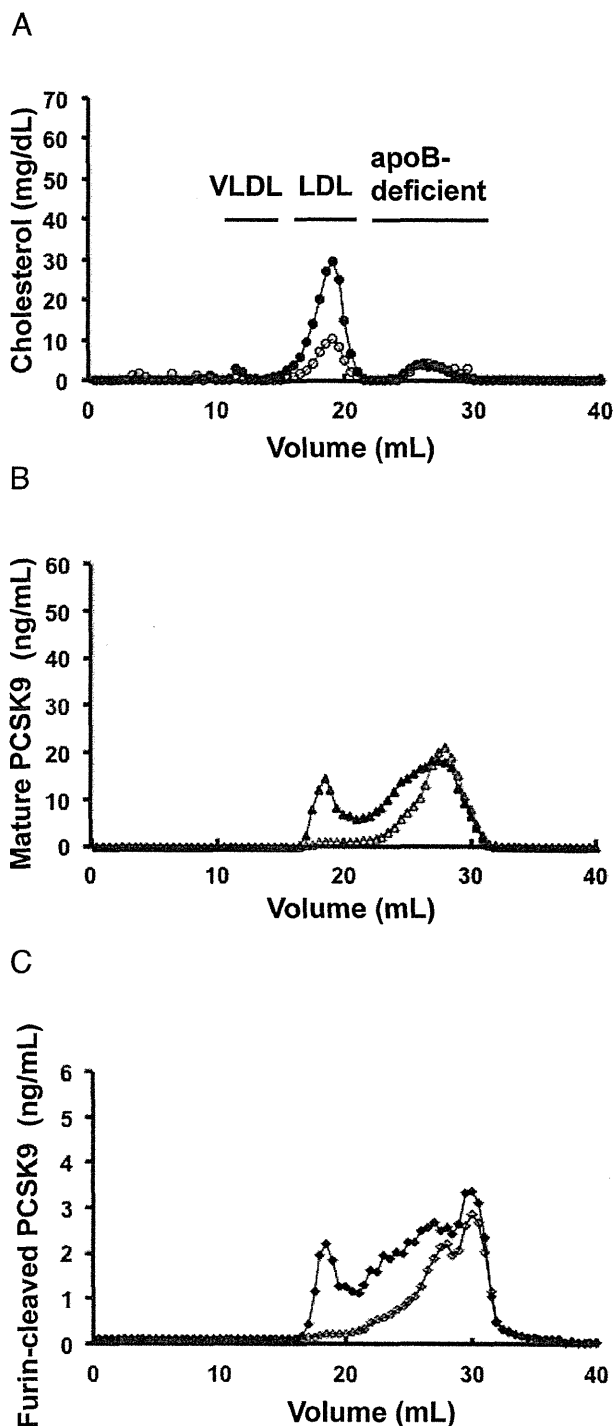 A
Cholesterol (mg/dL)
70
60
50
40
30
20
10
0
VLDL
LDL
apoB-
deficient
0 10 20 30 40
Volume (mL)
B
Mature PCSK9 (ng/mL)
60
50
40
30
20
10
0
0 10 20 30 40
Volume (mL)
C
Furin-cleaved PCSK9 (ng/mL)
6
5
4
3
2
1
0
0 10 20 30 40
Volume (mL)